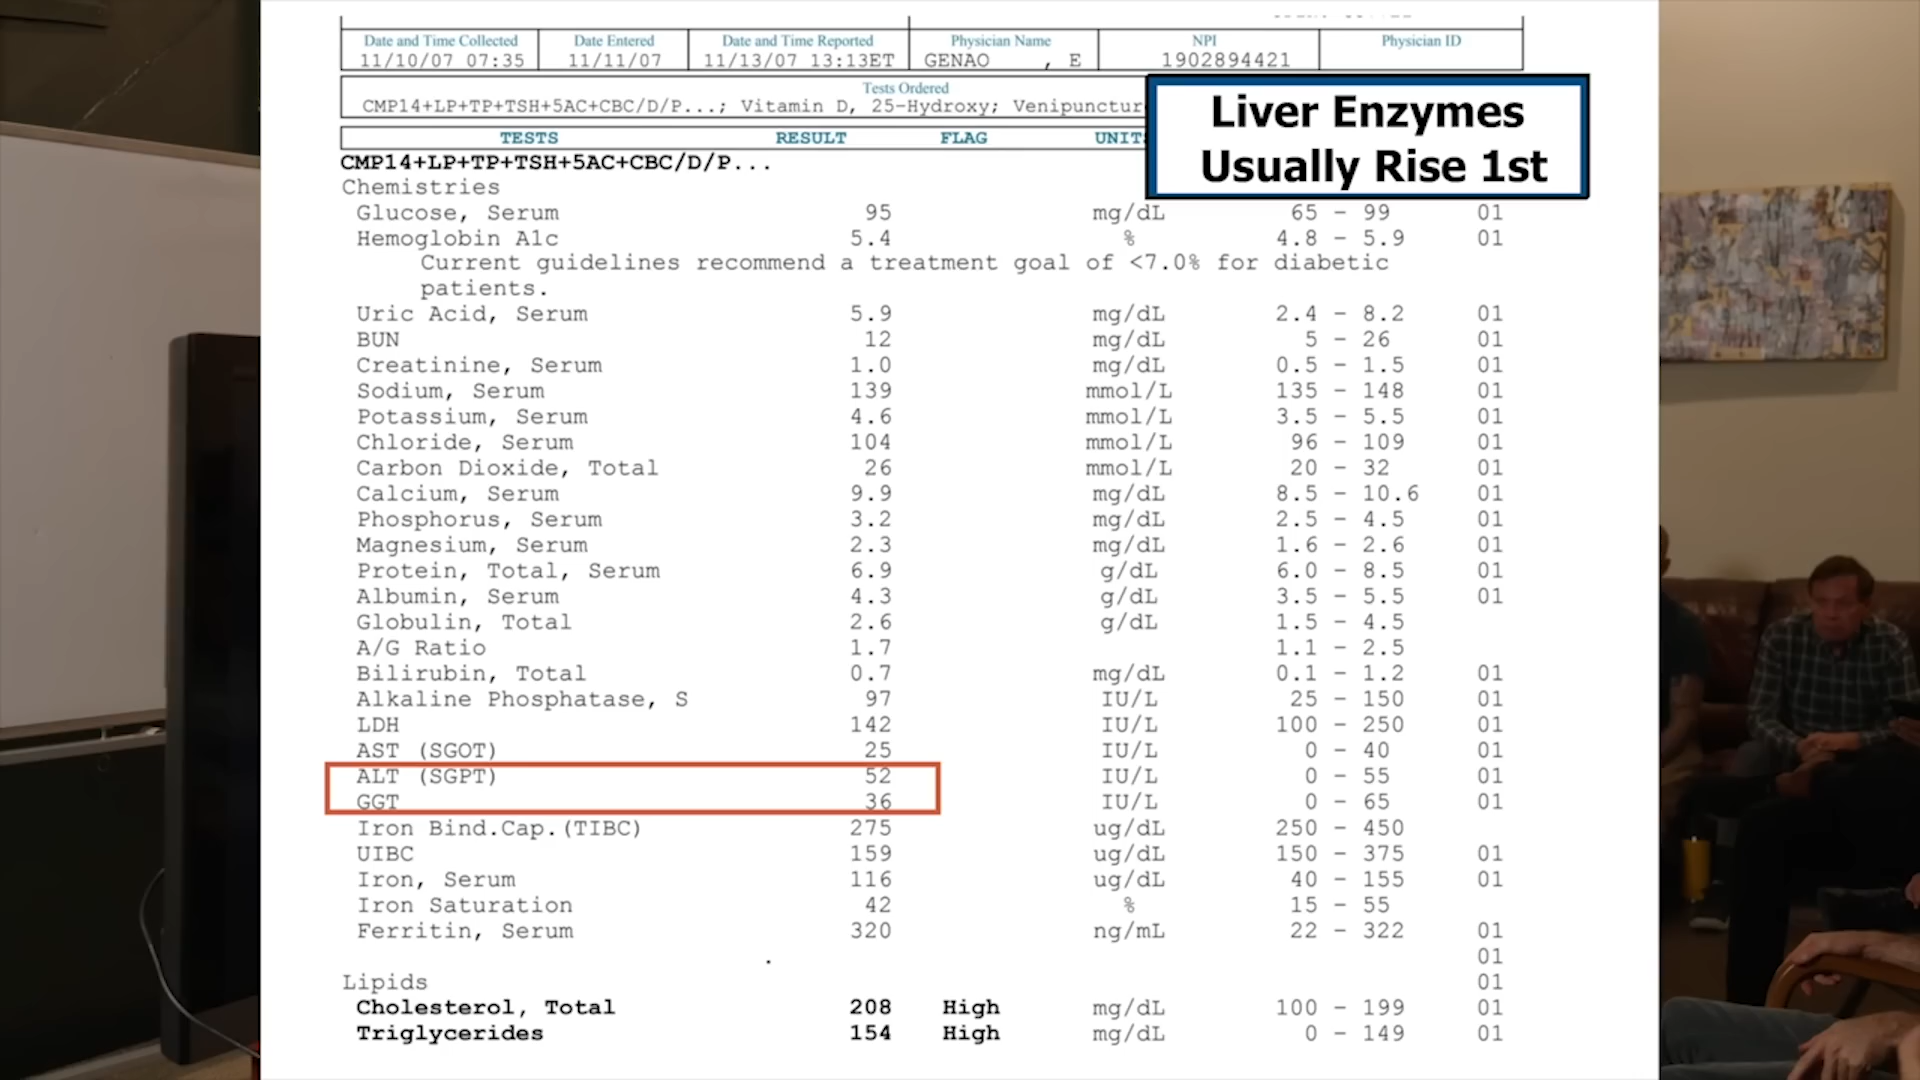 Date and Time Collected Date Entered Date and Time Reported Physician Name NPI Physician ID
11/10/07 07:35 11/11/07 11/13/07 13:13ET GENAO , E 1902894421
Tests Ordered
CMP14+LP+TP+TSH+5AC+CBC/D/P...; Vitamin D, 25-Hydroxy;
Liver Enzymes
Usually Rise 1st
TESTS RESULT FLAG
CMP14+LP+TP+TSH+5AC+CBC/D/P...
Chemistries
Glucose, Serum 95 mg/dL 65 - 99 01
Hemoglobin A1c 5.4 % 4.8 - 5.9 01
Current guidelines recommend a treatment goal of <7.0% for diabetic
patients.
Uric Acid, Serum 5.9 mg/dL 2.4 - 8.2 01
BUN 12 mg/dL 5 - 26 01
Creatinine, Serum 1.0 mg/dL 0.5 - 1.5 01
Sodium, Serum 139 mmol/L 135 - 148 01
Potassium, Serum 4.6 mmol/L 3.5 - 5.5 01
Chloride, Serum 104 mmol/L 96 - 109 01
Carbon Dioxide, Total 26 mmol/L 20 - 32 01
Calcium, Serum 9.9 mg/dL 8.5 - 10.6 01
Phosphorus, Serum 3.2 mg/dL 2.5 - 4.5 01
Magnesium, Serum 2.3 mg/dL 1.6 - 2.6 01
Protein, Total, Serum 6.9 g/dL 6.0 - 8.5 01
Albumin, Serum 4.3 g/dL 3.5 - 5.5 01
Globulin, Total 2.6 g/dL 1.5 - 4.5
A/G Ratio 1.7 1.1 - 2.5
Bilirubin, Total 0.7 mg/dL 0.1 - 1.2 01
Alkaline Phosphatase, S 97 IU/L 25 - 150 01
LDH 142 IU/L 100 - 250 01
AST (SGOT) 25 IU/L 0 - 40 01
ALT (SGPT) 52 IU/L 0 - 55 01
GGT 36 IU/L 0 - 65 01
Iron Bind.Cap.(TIBC) 275 ug/dL 250 - 450
UIBC 159 ug/dL 150 - 375 01
Iron, Serum 116 ug/dL 40 - 155 01
Iron Saturation 42 % 15 - 55
Ferritin, Serum 320 ng/mL 22 - 322 01
01
Lipids 01
Cholesterol, Total 208 High mg/dL 100 - 199 01
Triglycerides 154 High mg/dL 0 - 149 01